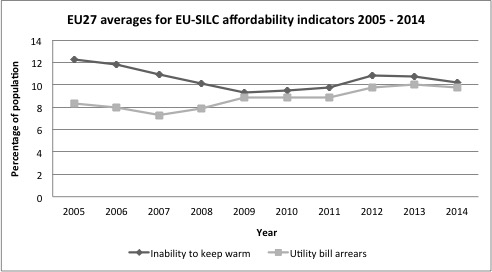 EU27 averages for EU-SILC affordability indicators 2005 - 2014
Percentage of population
14
12
10
8
6
4
2
0
2005 2006 2007 2008 2009 2010 2011 2012 2013 2014
Year
Inability to keep warm Utility bill arrears